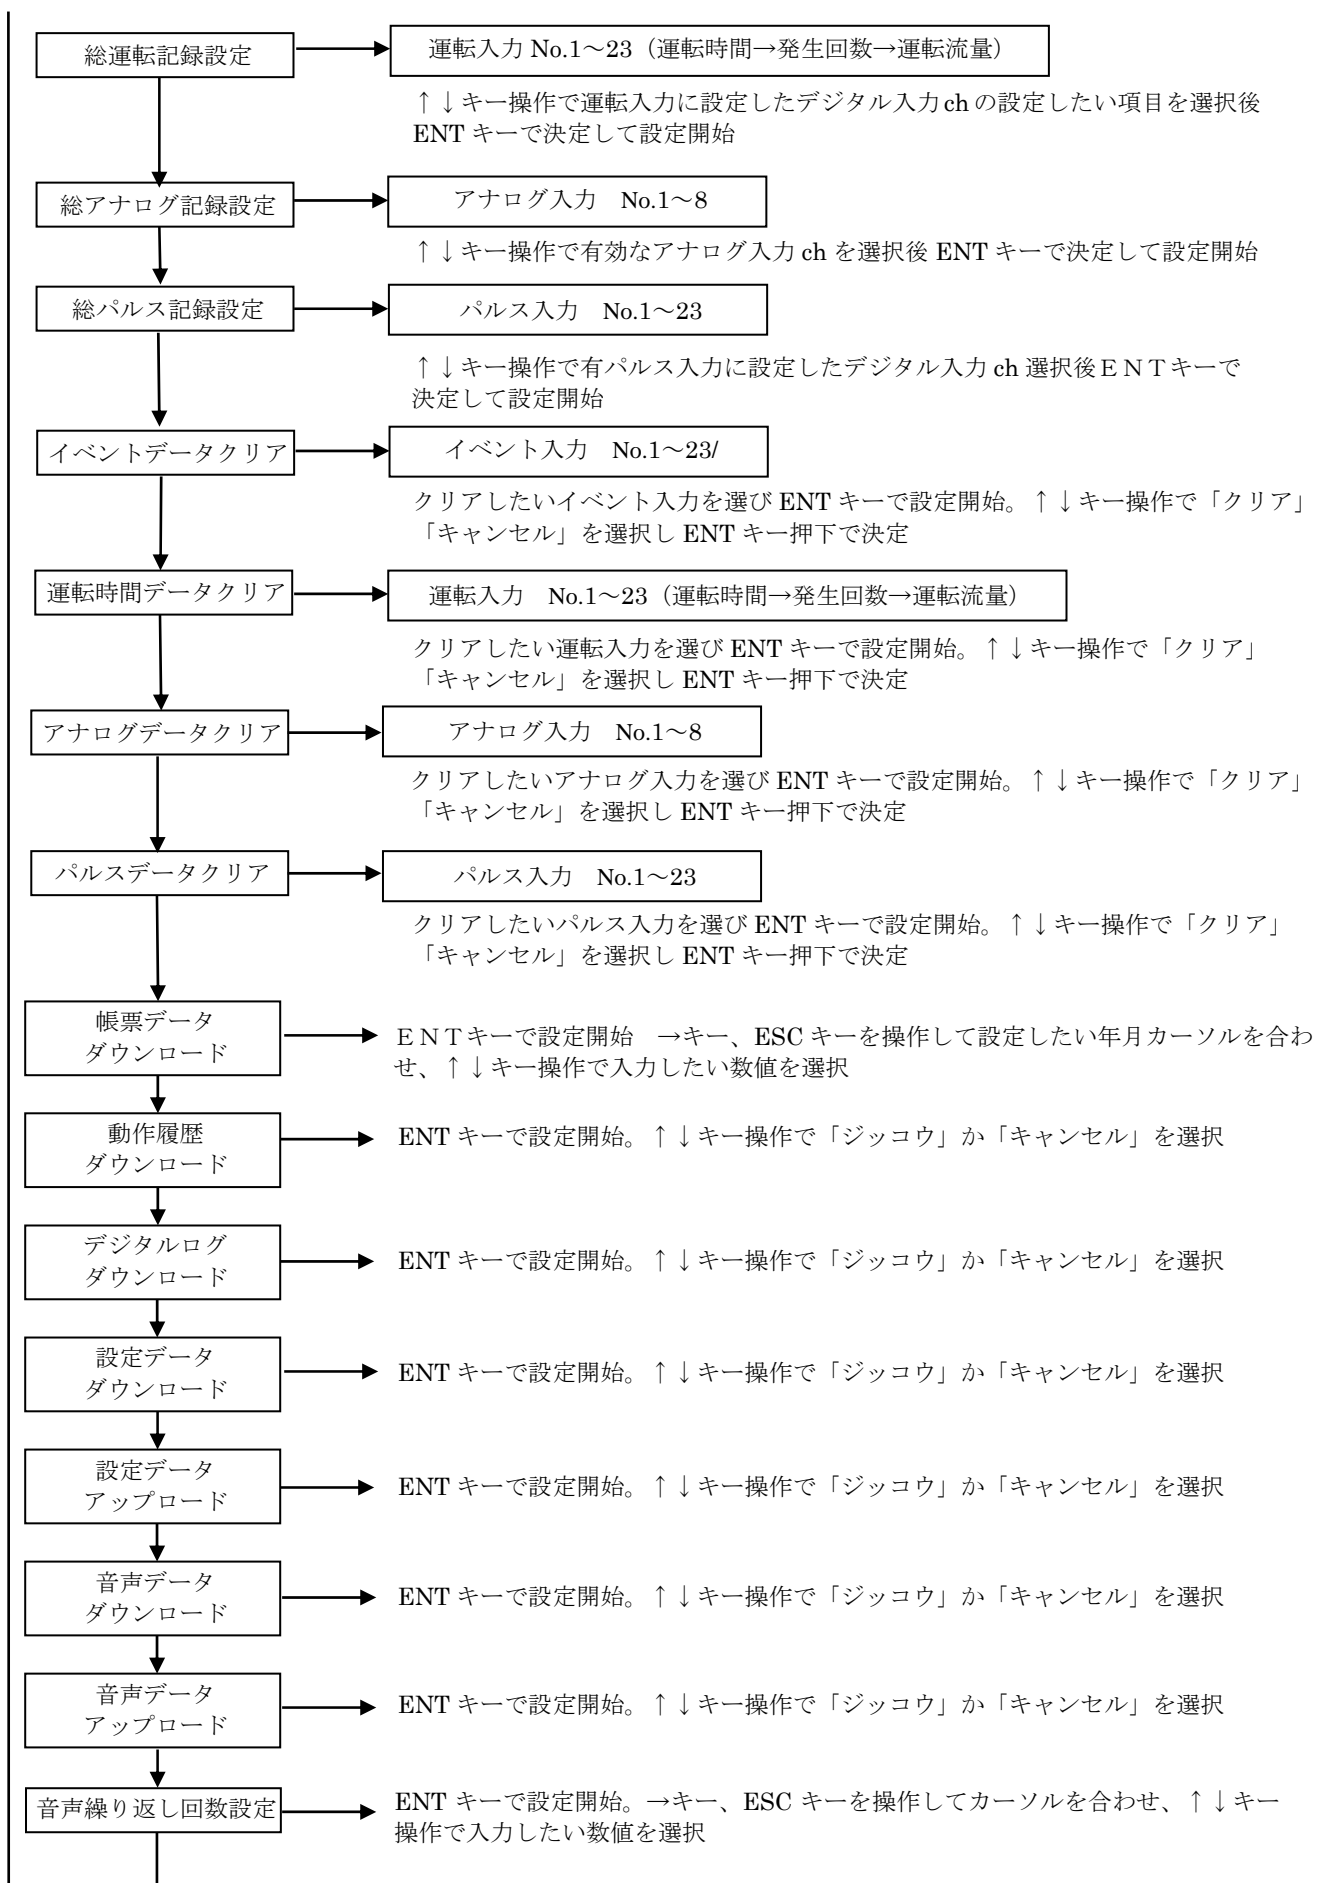 総運転記録設定
運転入力 No.1～23（運転時間→発生回数→運転流量）
↑↓キー操作で運転入力に設定したデジタル入力 ch の設定したい項目を選択後
ENT キーで決定して設定開始
総アナログ記録設定
アナログ入力　No.1～8
↑↓キー操作で有効なアナログ入力 ch を選択後 ENT キーで決定して設定開始
総パルス記録設定
パルス入力　No.1～23
↑↓キー操作で有パルス入力に設定したデジタル入力 ch 選択後ＥＮＴキーで
決定して設定開始
イベントデータクリア
イベント入力　No.1～23/
クリアしたいイベント入力を選び ENT キーで設定開始。↑↓キー操作で「クリア」
「キャンセル」を選択し ENT キー押下で決定
運転時間データクリア
運転入力　No.1～23（運転時間→発生回数→運転流量）
クリアしたい運転入力を選び ENT キーで設定開始。↑↓キー操作で「クリア」
「キャンセル」を選択し ENT キー押下で決定
アナログデータクリア
アナログ入力　No.1～8
クリアしたいアナログ入力を選び ENT キーで設定開始。↑↓キー操作で「クリア」
「キャンセル」を選択し ENT キー押下で決定
パルスデータクリア
パルス入力　No.1～23
クリアしたいパルス入力を選び ENT キーで設定開始。↑↓キー操作で「クリア」
「キャンセル」を選択し ENT キー押下で決定
帳票データ
ダウンロード
ＥＮＴキーで設定開始　→キー、ESC キーを操作して設定したい年月カーソルを合わ
せ、↑↓キー操作で入力したい数値を選択
動作履歴
ダウンロード
ENT キーで設定開始。↑↓キー操作で「ジッコウ」か「キャンセル」を選択
デジタルログ
ダウンロード
ENT キーで設定開始。↑↓キー操作で「ジッコウ」か「キャンセル」を選択
設定データ
ダウンロード
ENT キーで設定開始。↑↓キー操作で「ジッコウ」か「キャンセル」を選択
設定データ
アップロード
ENT キーで設定開始。↑↓キー操作で「ジッコウ」か「キャンセル」を選択
音声データ
ダウンロード
ENT キーで設定開始。↑↓キー操作で「ジッコウ」か「キャンセル」を選択
音声データ
アップロード
ENT キーで設定開始。↑↓キー操作で「ジッコウ」か「キャンセル」を選択
音声繰り返し回数設定
ENT キーで設定開始。→キー、ESC キーを操作してカーソルを合わせ、↑↓キー
操作で入力したい数値を選択